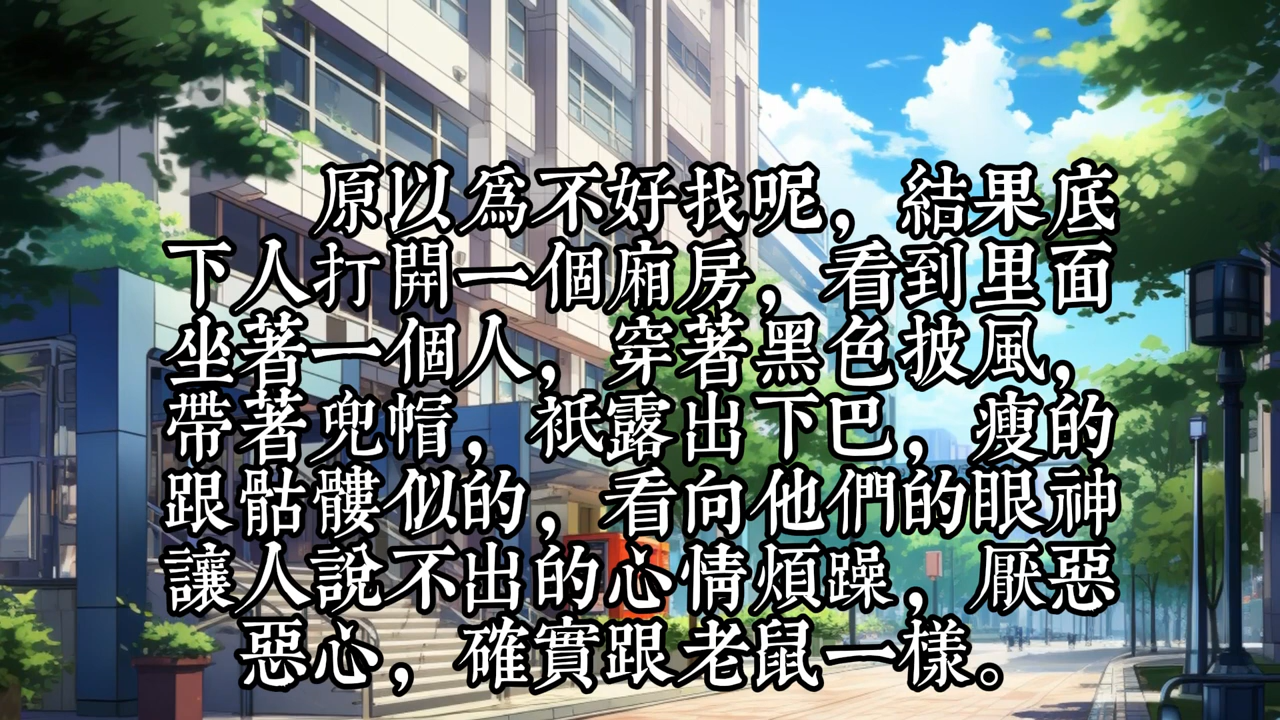 原以爲不好找呢，結果底
下人打開一個廂房，看到里面
坐著一個人，穿著黑色披風，
帶著兜帽，衹露出下巴，瘦的
跟骷髏似的，看向他們的眼神
讓人說不出的心情煩躁，厭惡
惡心，確實跟老鼠一樣。